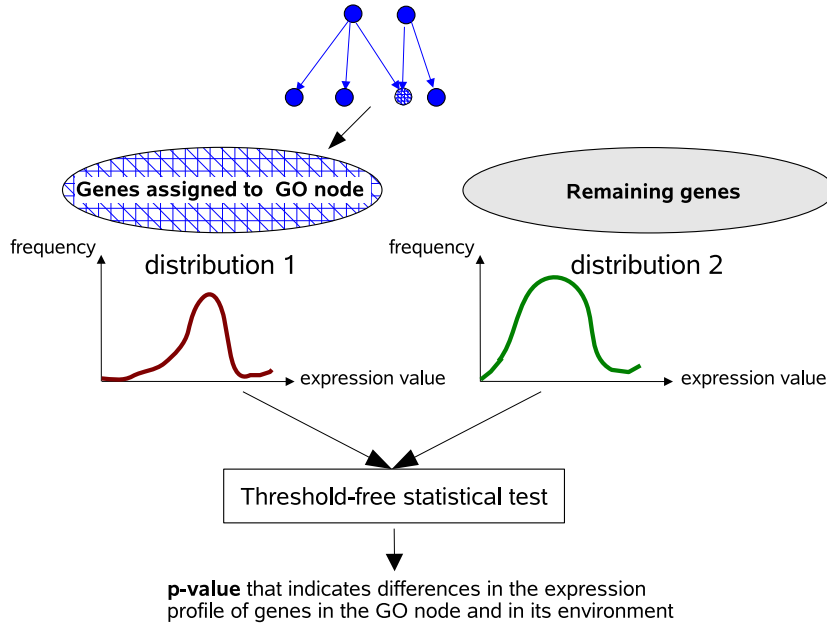 Genes assigned to GO node
Remaining genes
frequency
distribution 1
expression value
frequency
distribution 2
expression value
Threshold-free statistical test
p-value that indicates differences in the expression
profile of genes in the GO node and in its environment